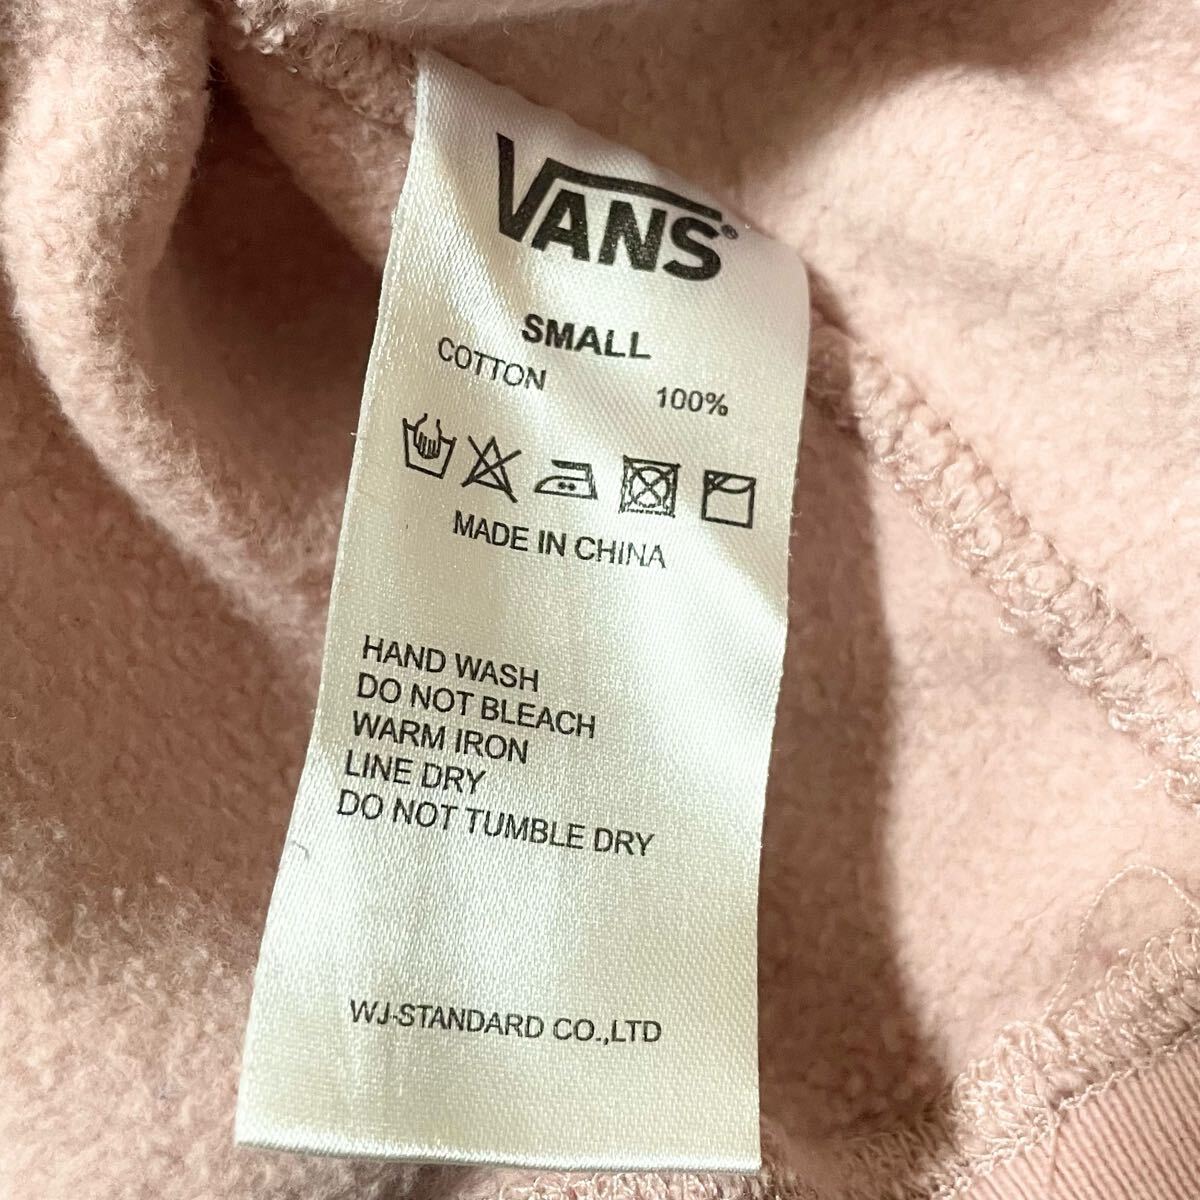 VANS®
SMALL
COTTON 100%
MADE IN CHINA
HAND WASH
DO NOT BLEACH
WARM IRON
LINE DRY
DO NOT TUMBLE DRY
WJ-STANDARD CO.,LTD